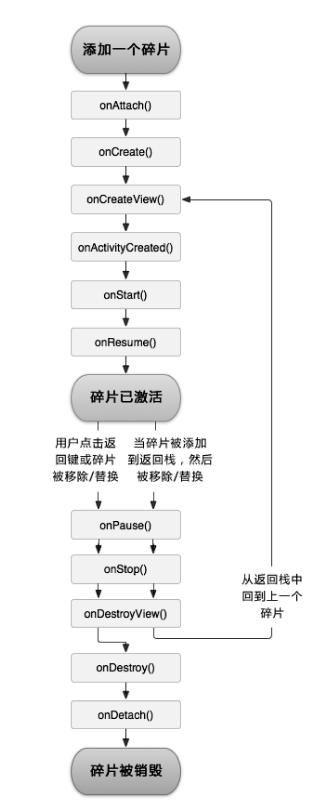 添加一个碎片
onAttach()
onCreate()
onCreateView()
onActivityCreated()
onStart()
onResume()
碎片已激活
用户点击返
回键或碎片
被移除/替换
当碎片被添加
到返回栈，然后
被移除/替换
onPause()
onStop()
onDestroyView()
从返回栈中
回到上一个
碎片
onDestroy()
onDetach()
碎片被销毁